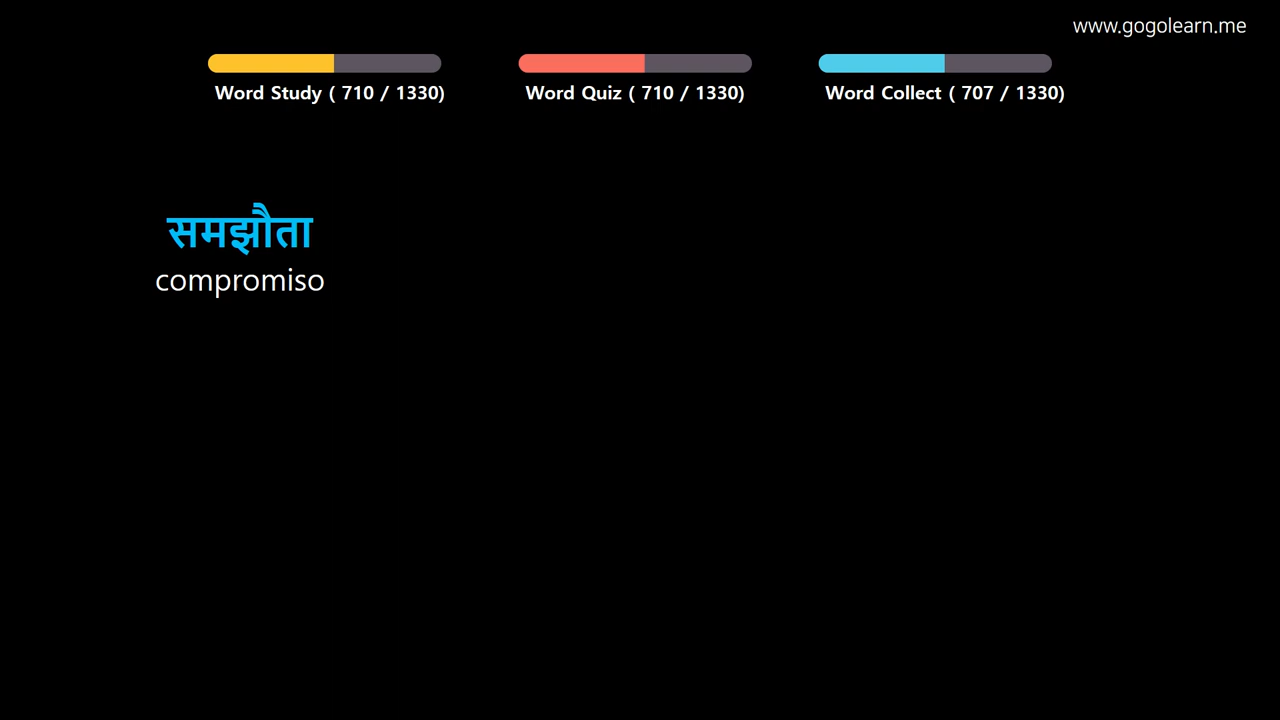 www.gogolearn.me
Word Study ( 710 / 1330)
Word Quiz ( 710 / 1330)
Word Collect ( 707 / 1330)
समझौता
compromiso